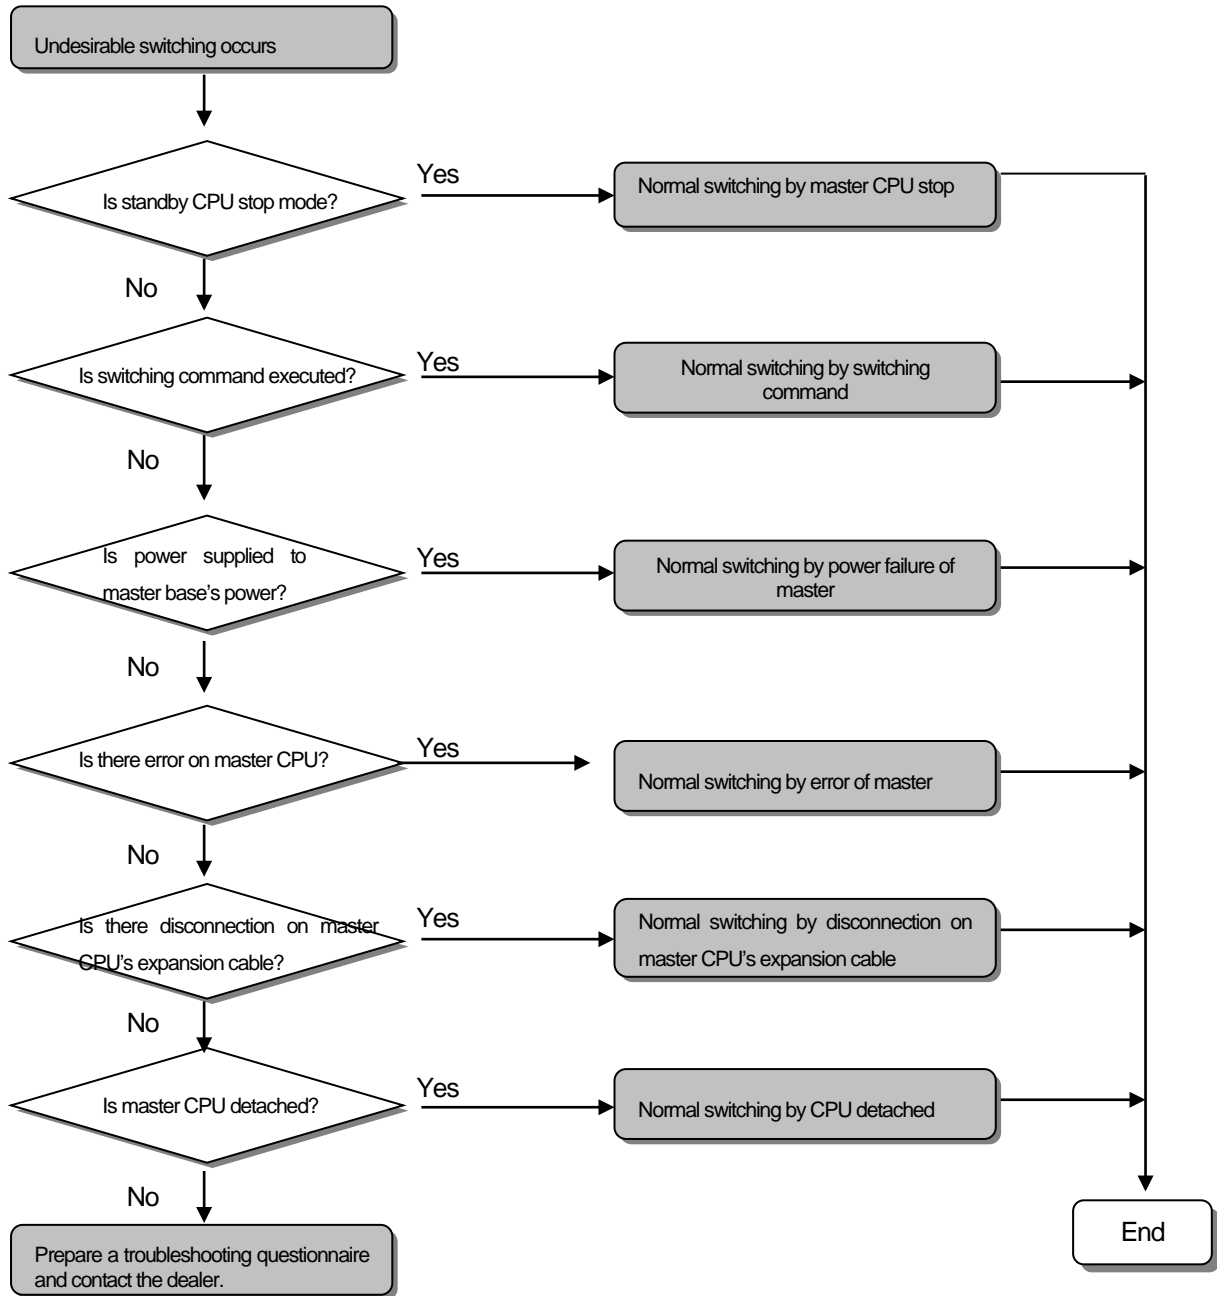 Undesirable switching occurs
Is standby CPU stop mode?
Yes
Normal switching by master CPU stop
No
Is switching command executed?
Yes
Normal switching by switching
command
No
Is power supplied to
master base's power?
Yes
Normal switching by power failure of
master
No
Is there error on master CPU?
Yes
Normal switching by error of master
No
Is there disconnection on master
CPU's expansion cable?
Yes
Normal switching by disconnection on
master CPU's expansion cable
No
Is master CPU detached?
Yes
Normal switching by CPU detached
No
Prepare a troubleshooting questionnaire
and contact the dealer.
End